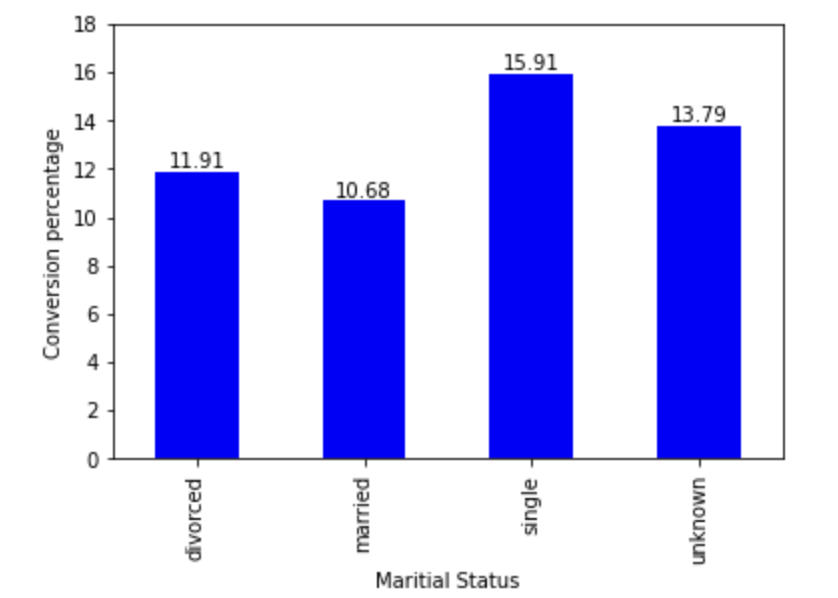 18
16
14
12
10
8
6
4
2
0
Conversion percentage
11.91
10.68
15.91
13.79
divorced
married
single
unknown
Maritial Status